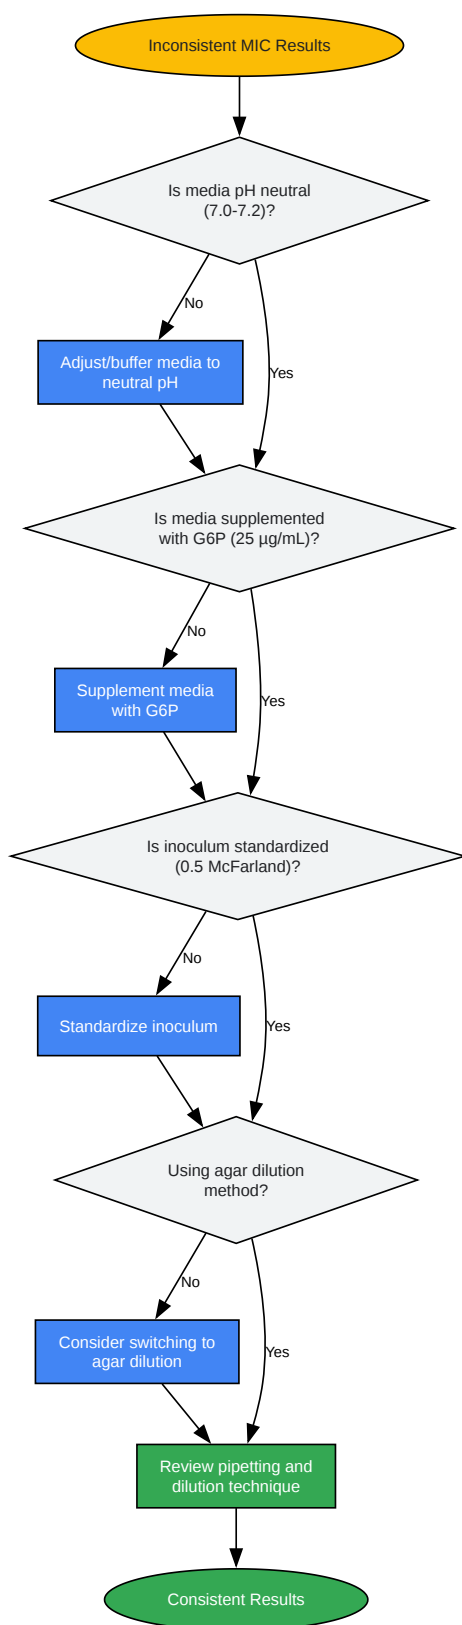 Inconsistent MIC Results
Is media pH neutral
(7.0-7.2)?
No
Yes
Adjust/buffer media to
neutral pH
Is media supplemented
with G6P (25 µg/mL)?
No
Yes
Supplement media
with G6P
Is inoculum standardized
(0.5 McFarland)?
No
Yes
Standardize inoculum
Using agar dilution
method?
No
Yes
Consider switching to
agar dilution
Review pipetting and
dilution technique
Consistent Results